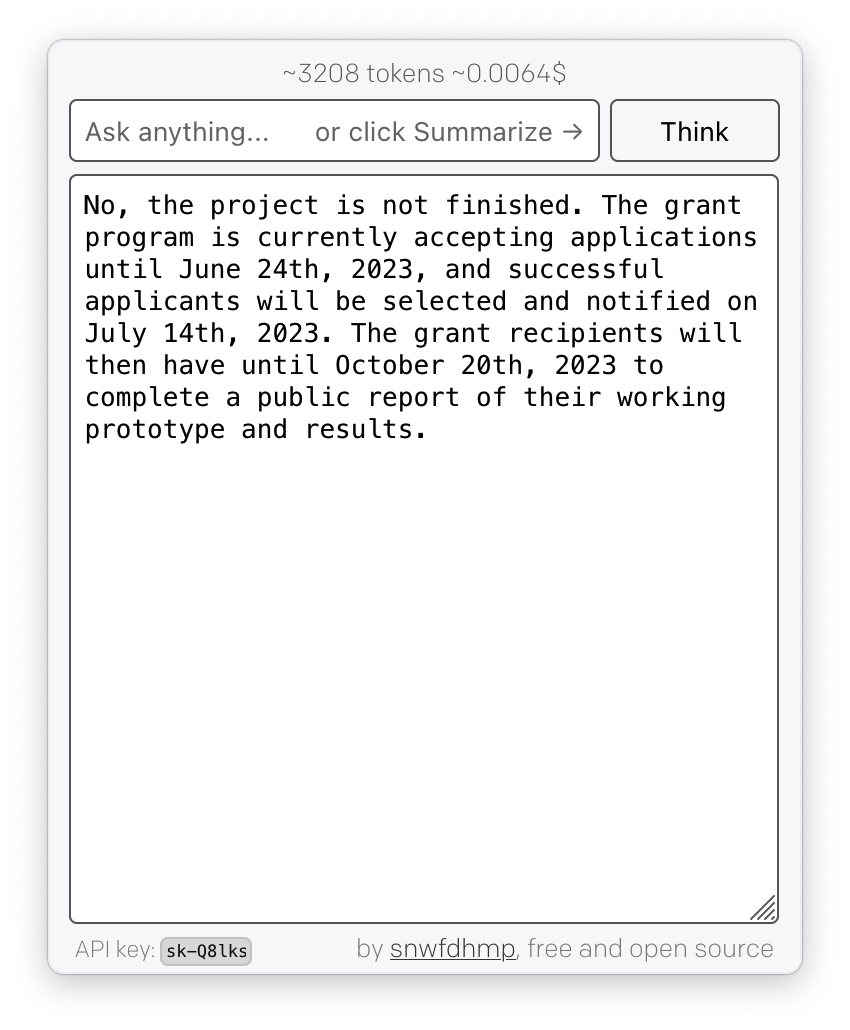 ~3208 tokens ~0.0064$
Ask anything... or click Summarize →
Think
No, the project is not finished. The grant
program is currently accepting applications
until June 24th, 2023, and successful
applicants will be selected and notified on
July 14th, 2023. The grant recipients will
then have until October 20th, 2023 to
complete a public report of their working
prototype and results.
API key: sk-Q8lks
by snwfdhmp, free and open source